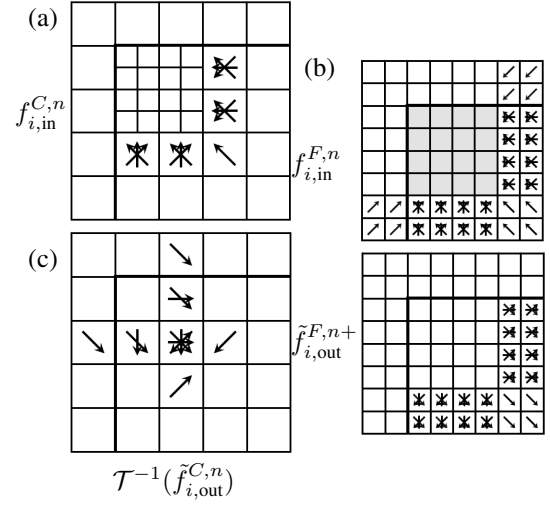 (a)
f_{i,in}^{C,n}
(b)
f_{i,in}^{F,n}
(c)
\tilde{f}_{i,out}^{F,n+}
\mathcal{T}^{-1}(\tilde{f}_{i,out}^{C,n})